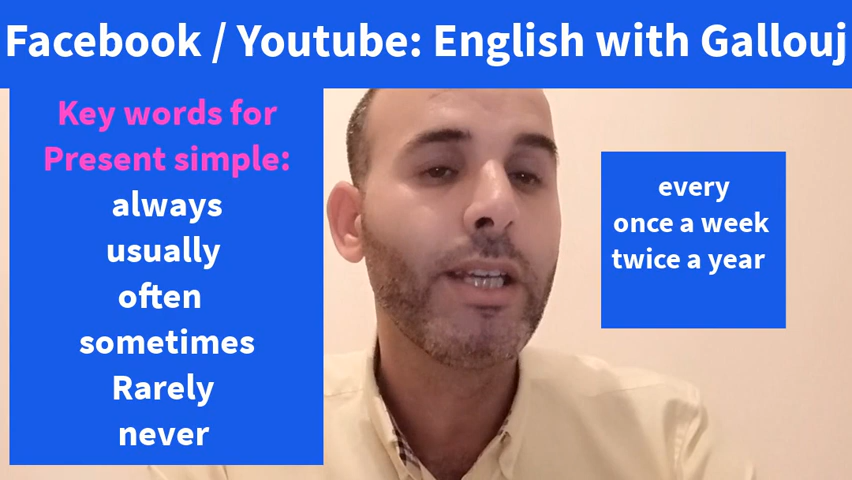 Facebook / Youtube: English with Gallouj
Key words for
Present simple:
always
usually
often
sometimes
Rarely
never
every
once a week
twice a year